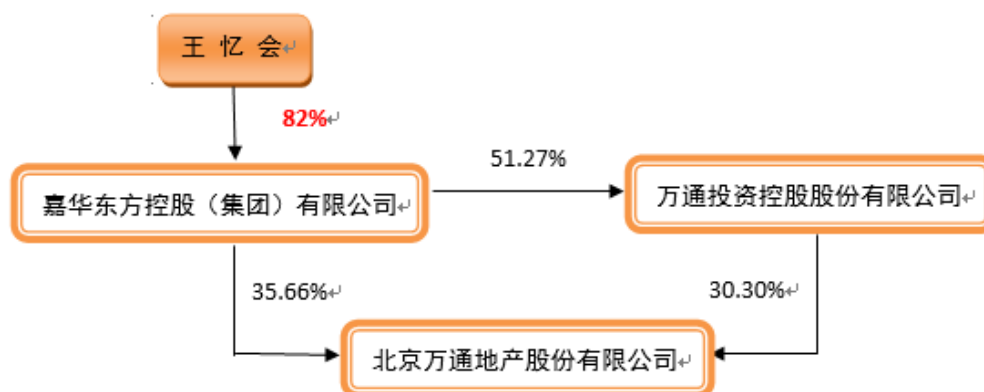 王 忆 会
82%
51.27%
嘉华东方控股（集团）有限公司
万通投资控股股份有限公司
35.66%
30.30%
北京万通地产股份有限公司